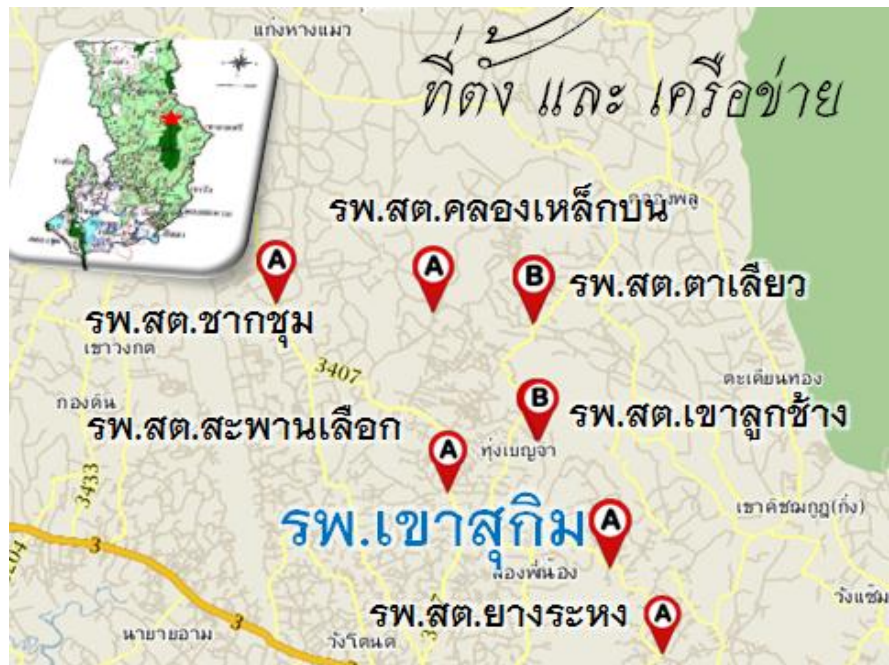 แก่งหางแมว
ที่ตั้ง และ เครือข่าย
คลองพลู
รพ.สต.คลองเหล็กบน
A
A
B
รพ.สต.ตาเลียว
รพ.สต.ชากชุม
เขาวงกต
3407
ตะเคียนทอง
กองดิน
B
รพ.สต.เขาลูกช้าง
รพ.สต.สะพานเลือก
A
ทุ่งเบญจา
3433
รพ.เขาสุกิม
A
เขาคิชฌกูฏ(กิ่ง)
3
สองพี่น้อง
วังแซ้ม
รพ.สต.ยางระหง
A
นายายอาม
3
วังโตนด